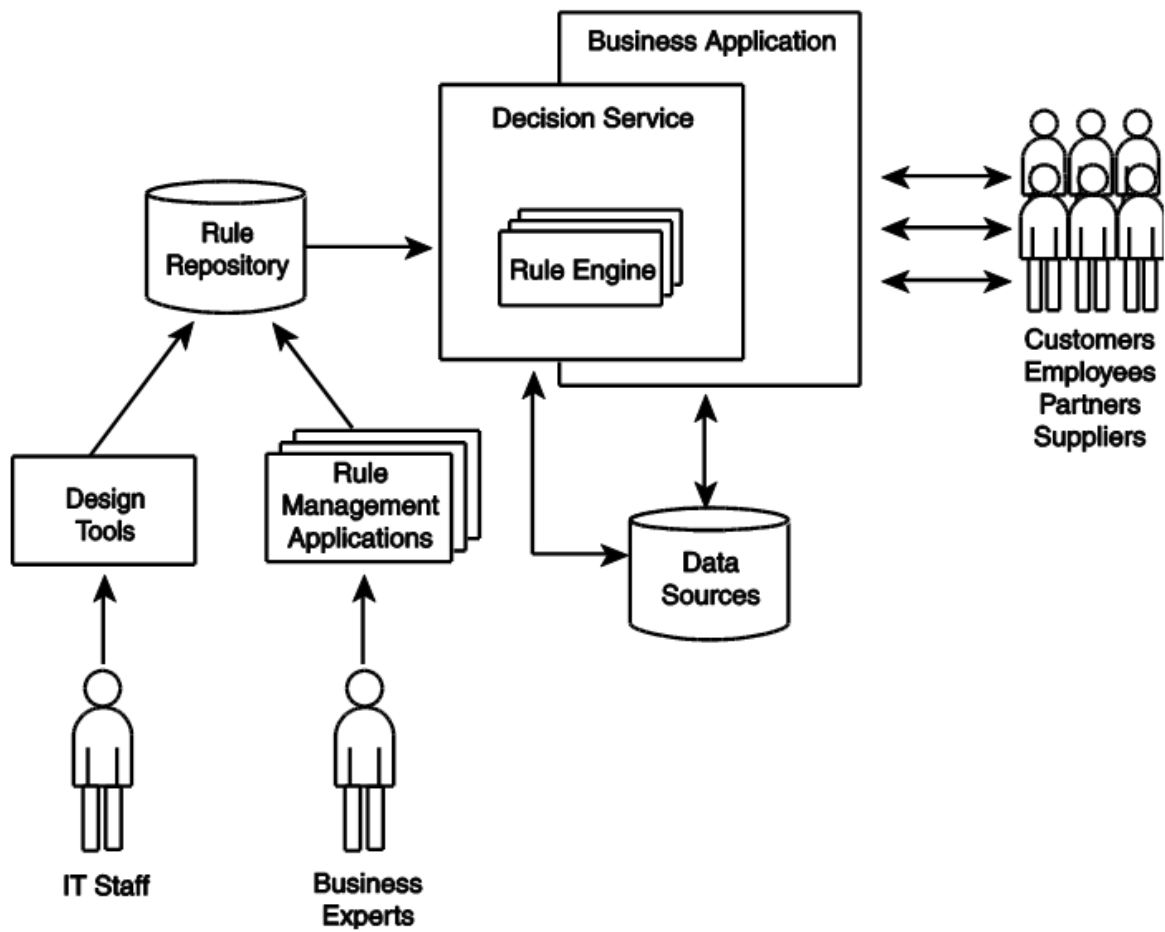 Business Application
Decision Service
Rule
Repository
Rule Engine
Customers
Employees
Partners
Suppliers
Design
Tools
Rule
Management
Applications
Data
Sources
IT Staff
Business
Experts